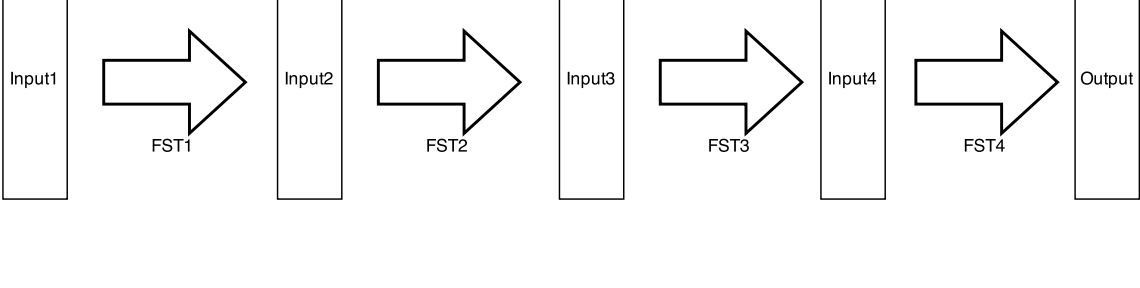 Input1
Input2
Input3
Input4
Output
FST1
FST2
FST3
FST4